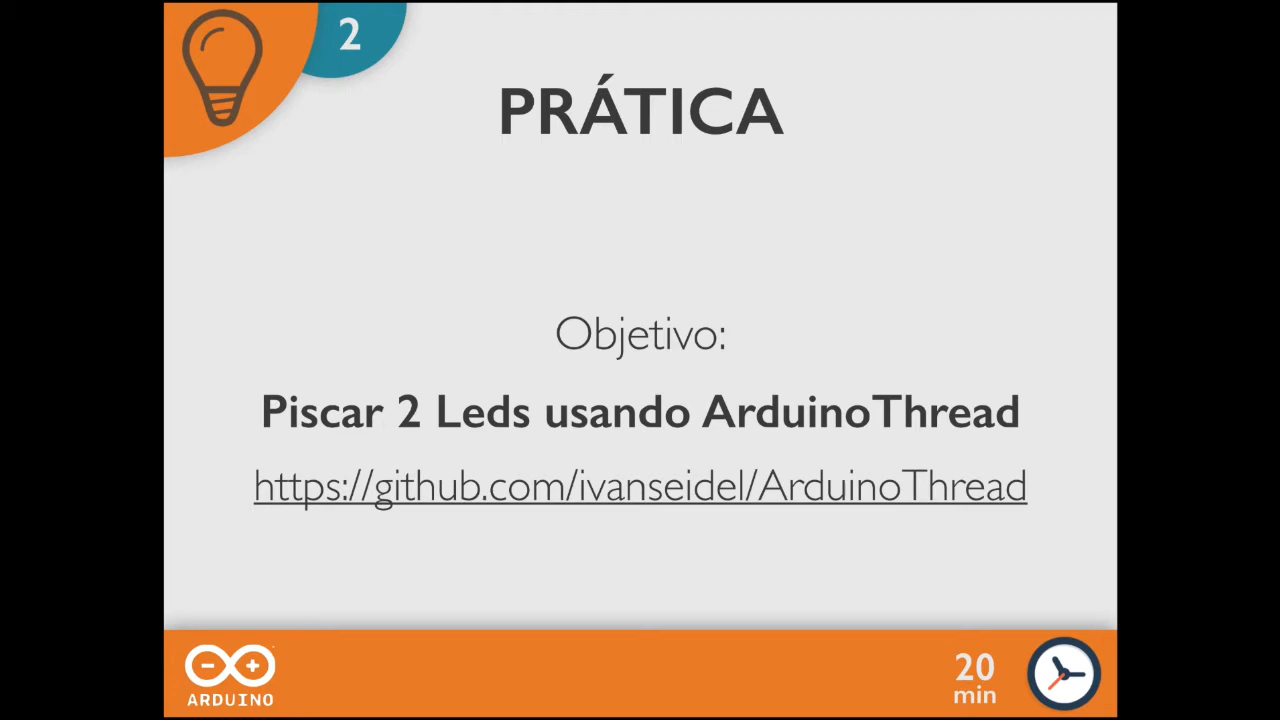 2
PRÁTICA
Objetivo:
Piscar 2 Leds usando ArduinoThread
https://github.com/ivanseidel/ArduinoThread
ARDUINO
20
min